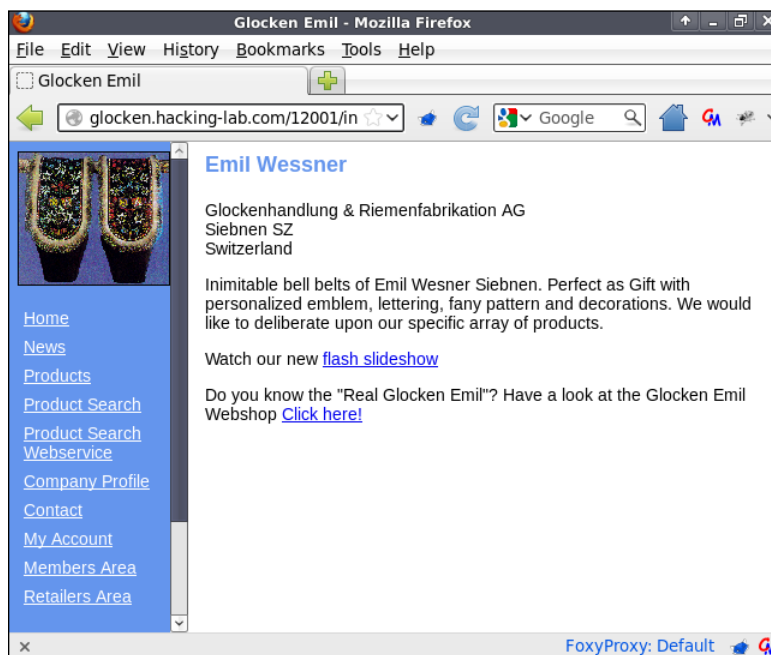 Glocken Emil - Mozilla Firefox
File Edit View History Bookmarks Tools Help
Glocken Emil
glocken.hacking-lab.com/12001/in
Google
Emil Wessner
Glockenhandlung & Riemenfabrikation AG
Siebnen SZ
Switzerland
Inimitable bell belts of Emil Wesner Siebnen. Perfect as Gift with
personalized emblem, lettering, fany pattern and decorations. We would
like to deliberate upon our specific array of products.
Watch our new flash slideshow
Do you know the "Real Glocken Emil"? Have a look at the Glocken Emil
Webshop Click here!
Home
News
Products
Product Search
Product Search
Webservice
Company Profile
Contact
My Account
Members Area
Retailers Area
FoxyProxy: Default